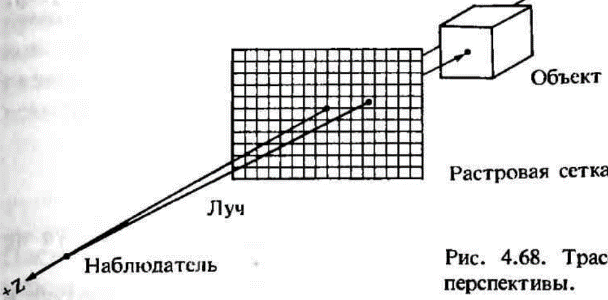 Объект
Растровая сетка
Луч
Наблюдатель
+Z
Рис. 4.68. Трас
перспективы.